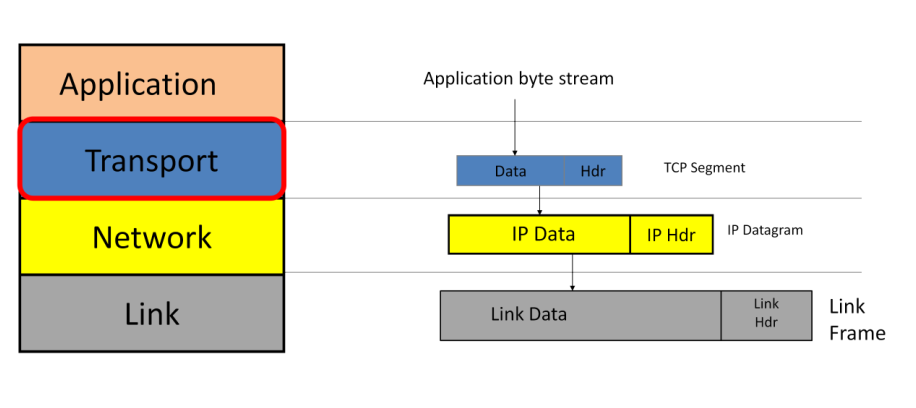 Application
Application byte stream
Transport
Data
Hdr
TCP Segment
Network
IP Data
IP Hdr
IP Datagram
Link
Link Data
Link
Hdr
Link
Frame